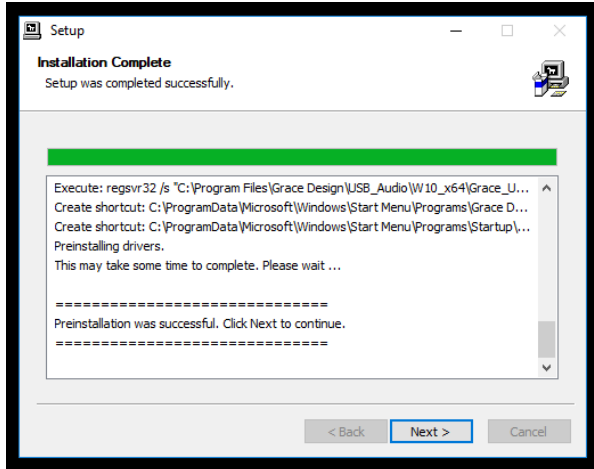 Setup
Installation Complete
Setup was completed successfully.
Execute: regsvr32 /s "C:\Program Files\Grace Design\USB_Audio\W10_x64\Grace_U...
Create shortcut: C:\ProgramData\Microsoft\Windows\Start Menu\Programs\Grace D...
Create shortcut: C:\ProgramData\Microsoft\Windows\Start Menu\Programs\Startup\...
Preinstalling drivers.
This may take some time to complete. Please wait ...
==============================
Preinstallation was successful. Click Next to continue.
==============================
< Back
Next >
Cancel